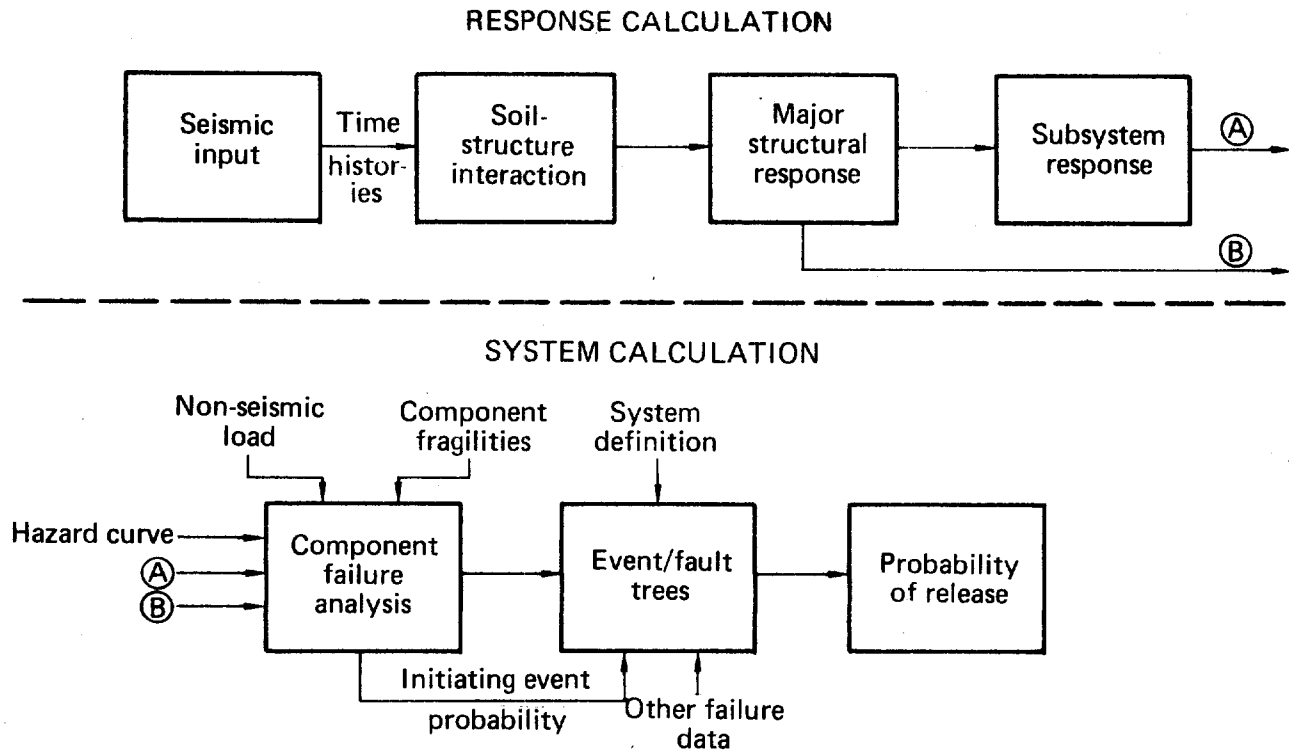 RESPONSE CALCULATION
Seismic
input
Time
histor-
ies
Soil-
structure
interaction
Major
structural
response
Subsystem
response
A
B
SYSTEM CALCULATION
Non-seismic
load
Component
fragilities
System
definition
Hazard curve
A
B
Component
failure
analysis
Event/fault
trees
Probability
of release
Initiating event
probability
Other failure
data